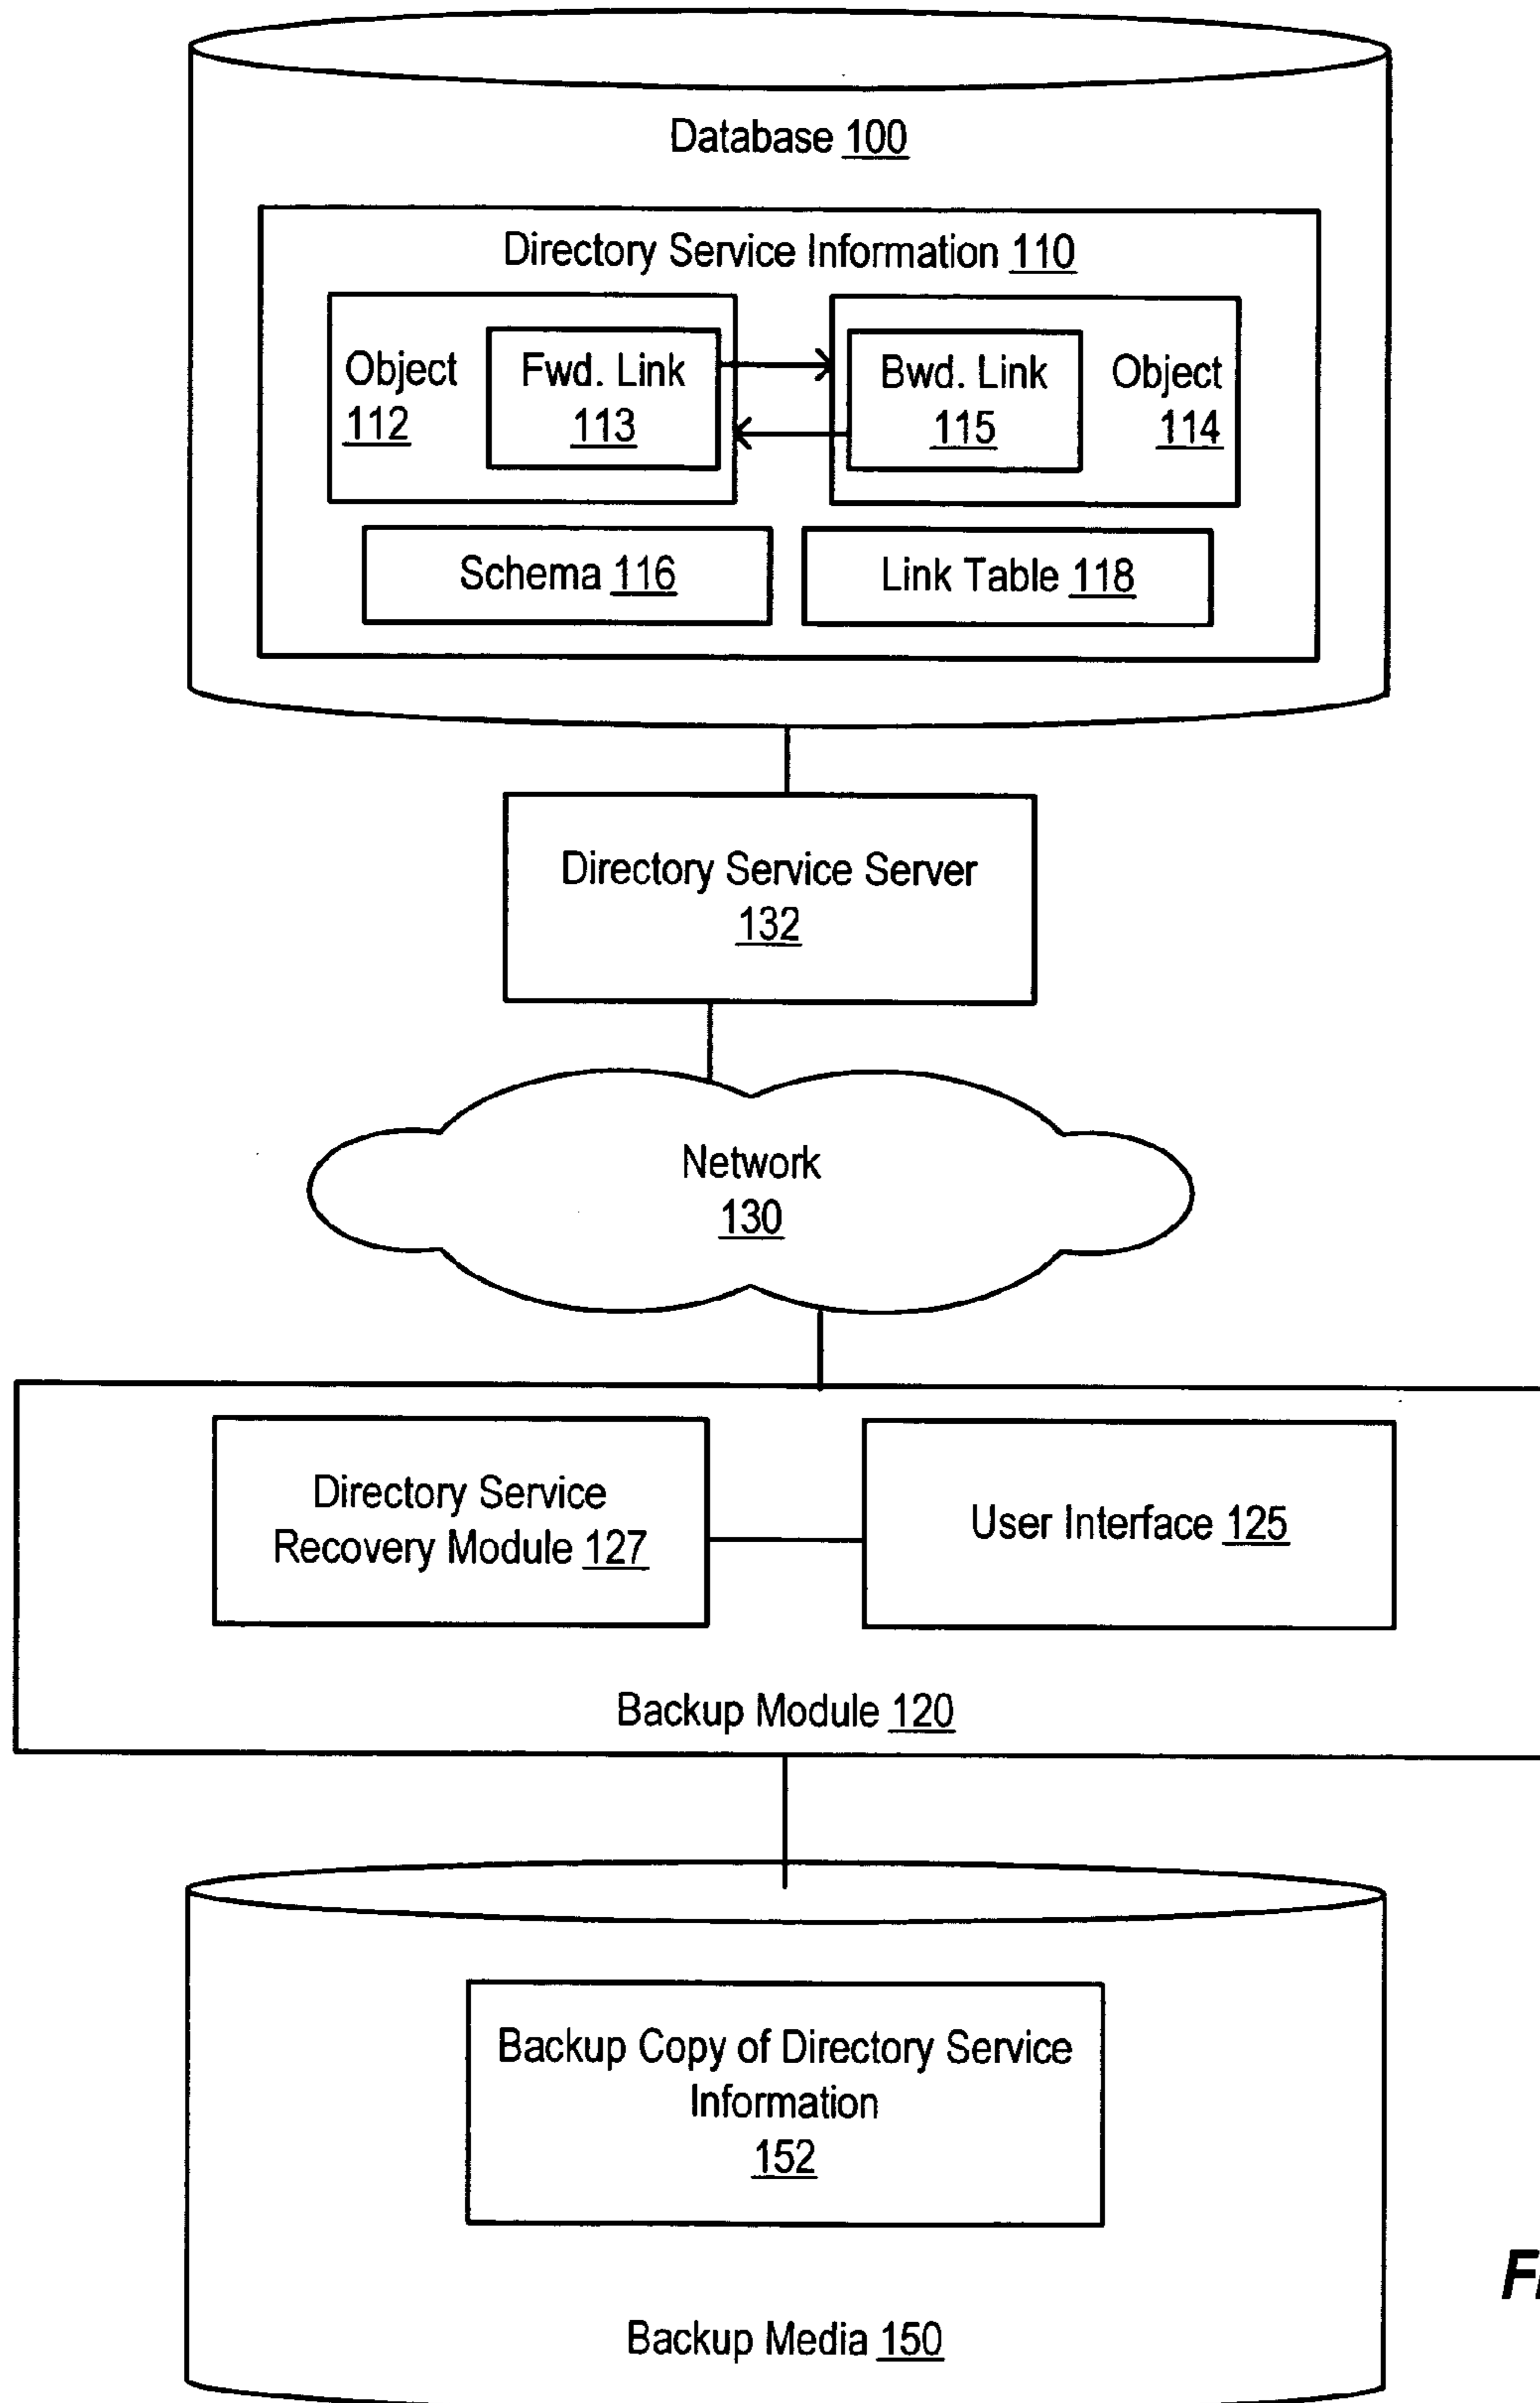 Database 100
Directory Service Information 110
Object
112
Fwd. Link
113
Bwd. Link
115
Object
114
Schema 116
Link Table 118
Directory Service Server
132
Network
130
Directory Service
Recovery Module 127
User Interface 125
Backup Module 120
Backup Copy of Directory Service
Information
152
Backup Media 150